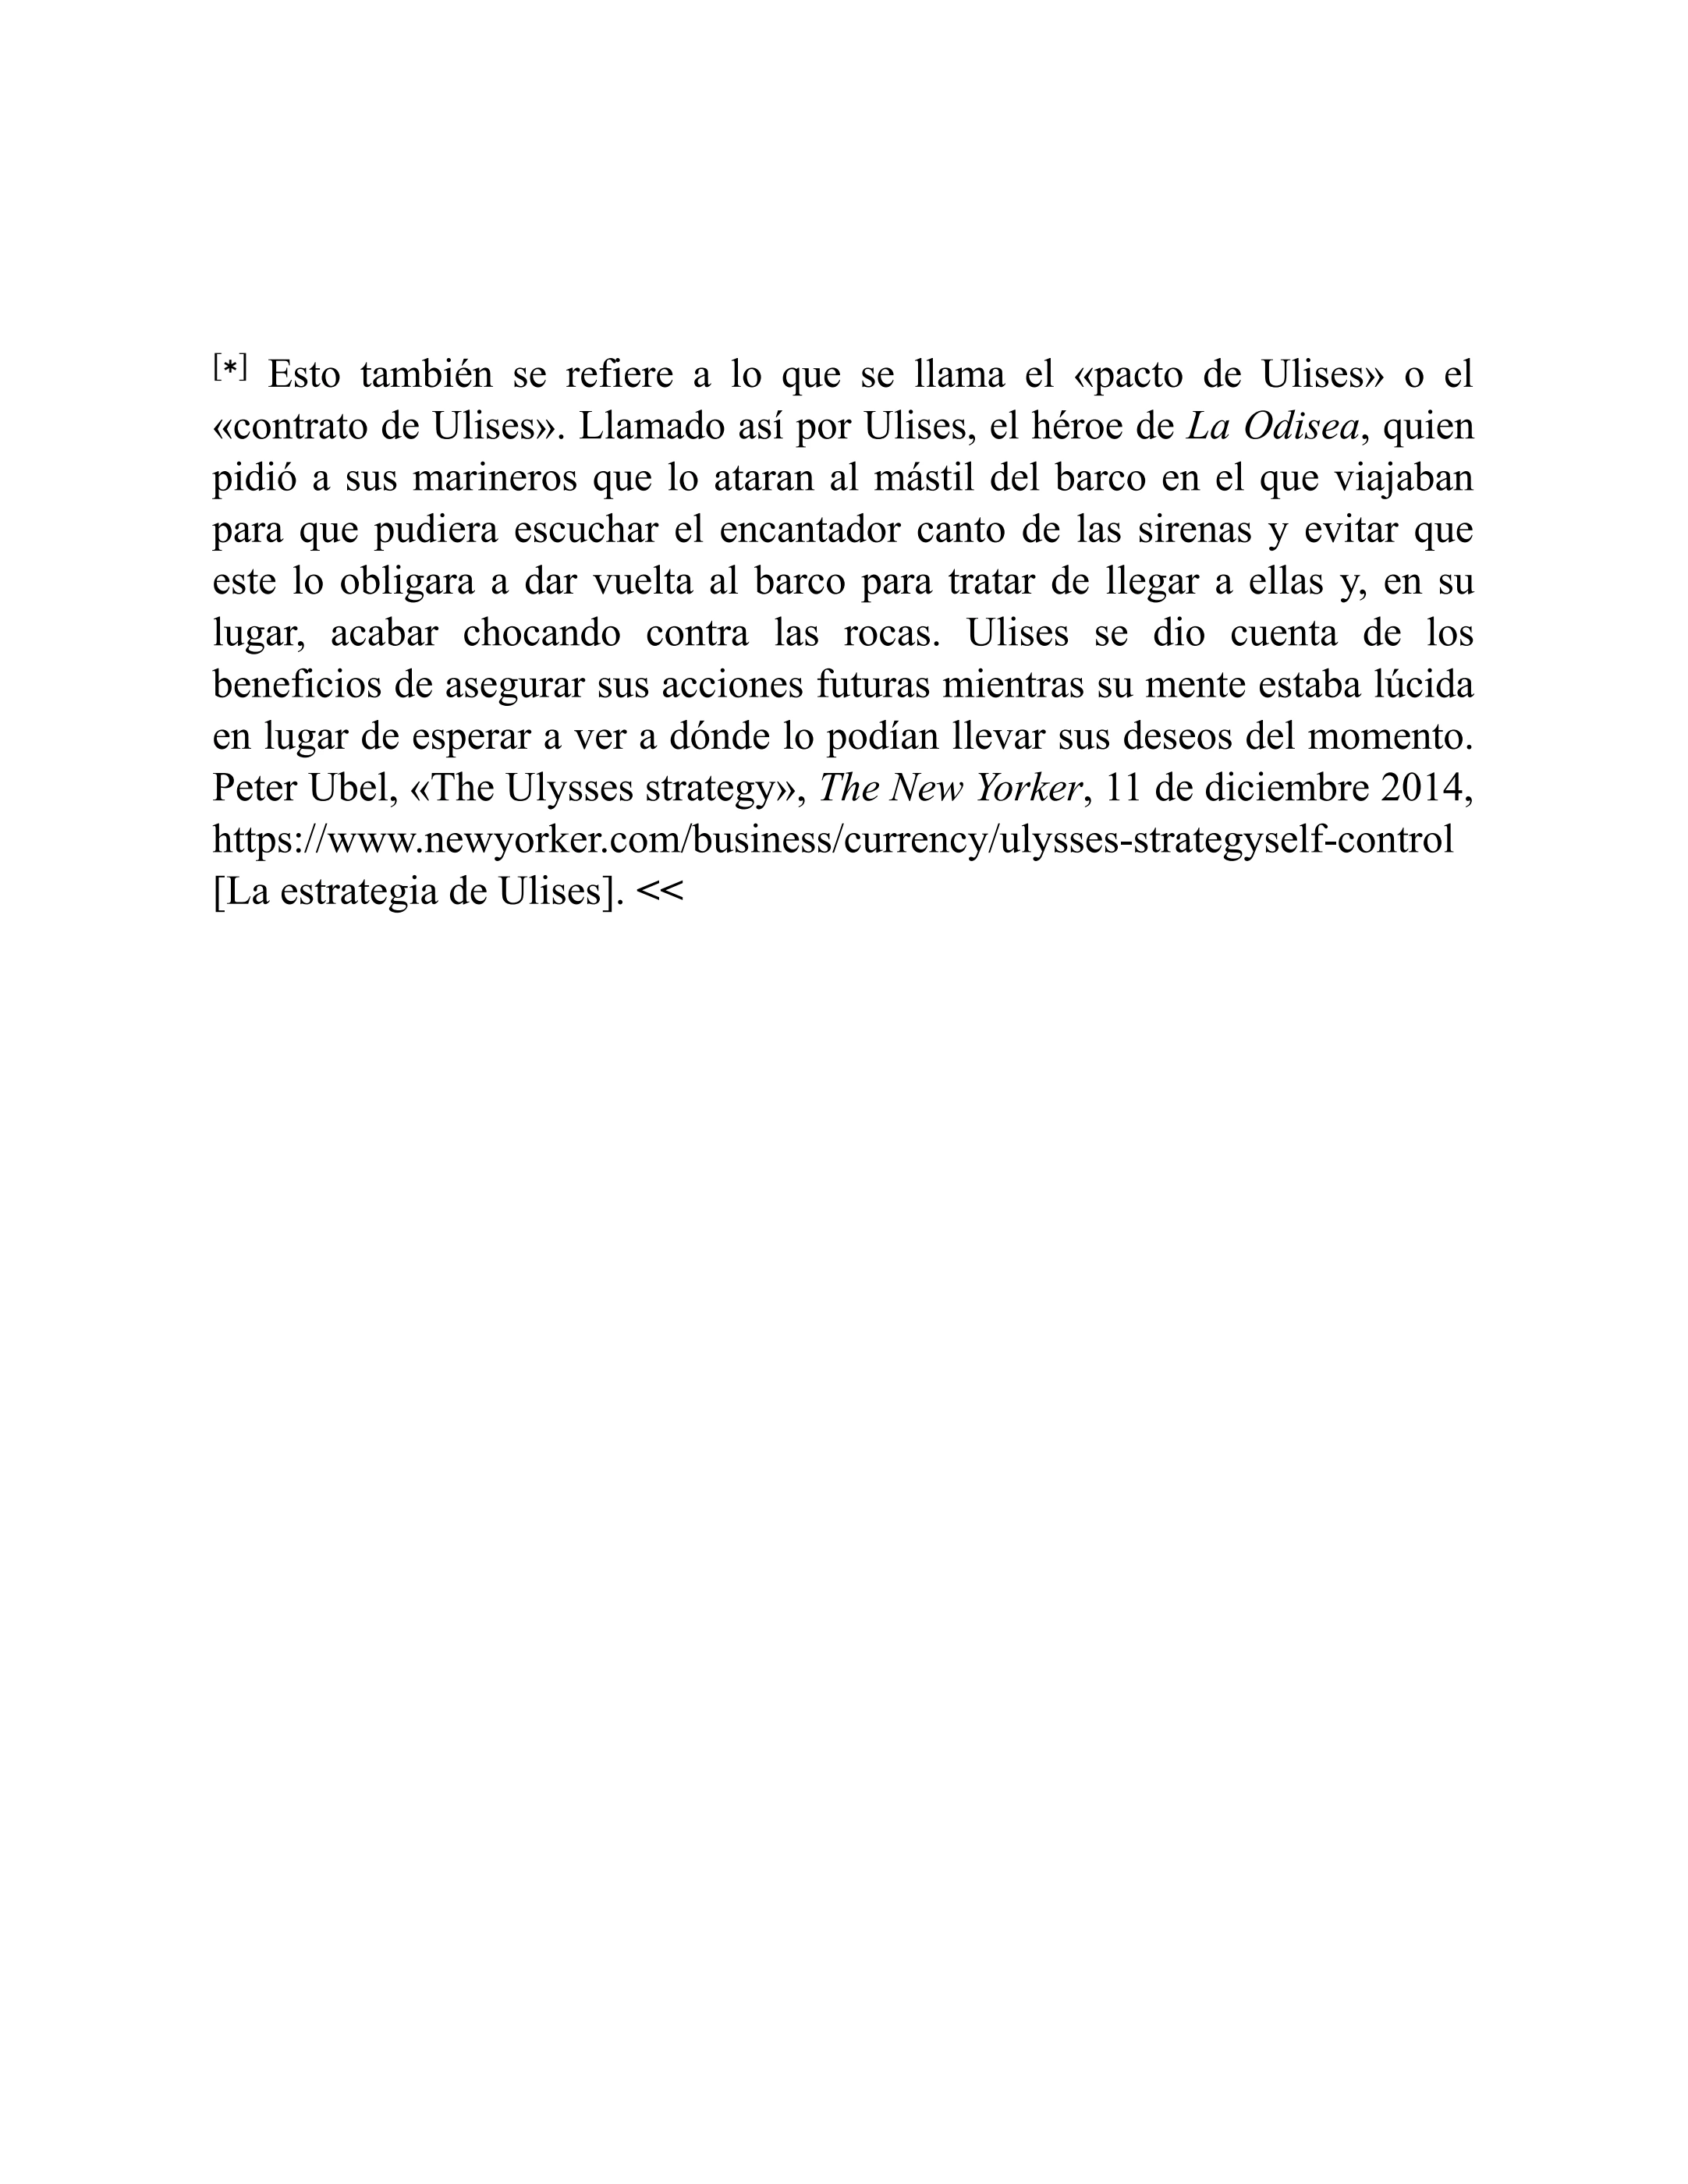 [*] Esto también se refiere a lo que se llama el «pacto de Ulises» o el
«contrato de Ulises». Llamado así por Ulises, el héroe de La Odisea, quien
pidió a sus marineros que lo ataran al mástil del barco en el que viajaban
para que pudiera escuchar el encantador canto de las sirenas y evitar que
este lo obligara a dar vuelta al barco para tratar de llegar a ellas y, en su
lugar, acabar chocando contra las rocas. Ulises se dio cuenta de los
beneficios de asegurar sus acciones futuras mientras su mente estaba lúcida
en lugar de esperar a ver a dónde lo podían llevar sus deseos del momento.
Peter Ubel, «The Ulysses strategy», The New Yorker, 11 de diciembre 2014,
https://www.newyorker.com/business/currency/ulysses-strategyself-control
[La estrategia de Ulises]. <<